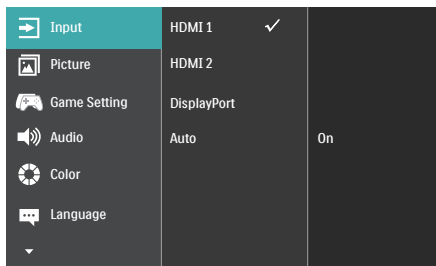 Input
HDMI 1
Picture
HDMI 2
Game Setting
DisplayPort
Audio
Auto
On
Color
Language